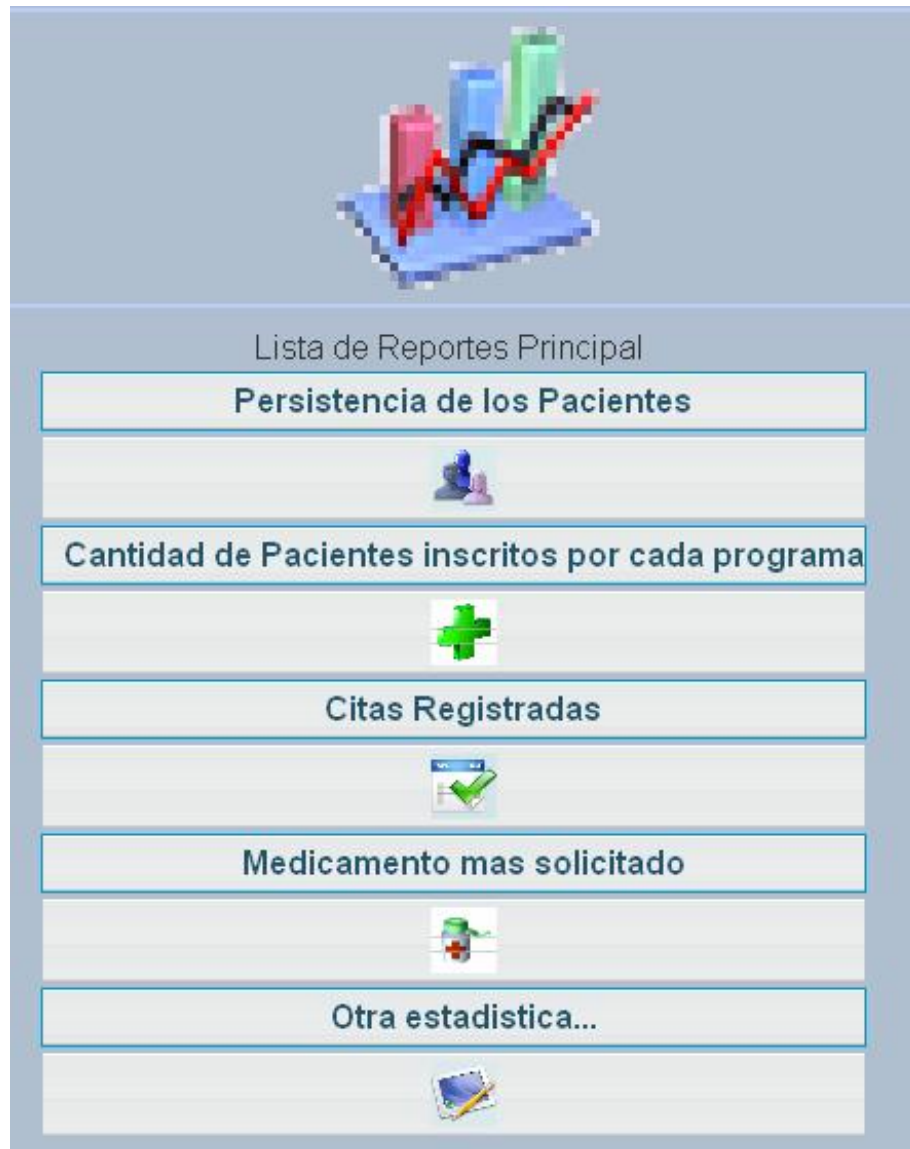 Lista de Reportes Principal
Persistencia de los Pacientes
Cantidad de Pacientes inscritos por cada programa
Citas Registradas
Medicamento mas solicitado
Otra estadistica...